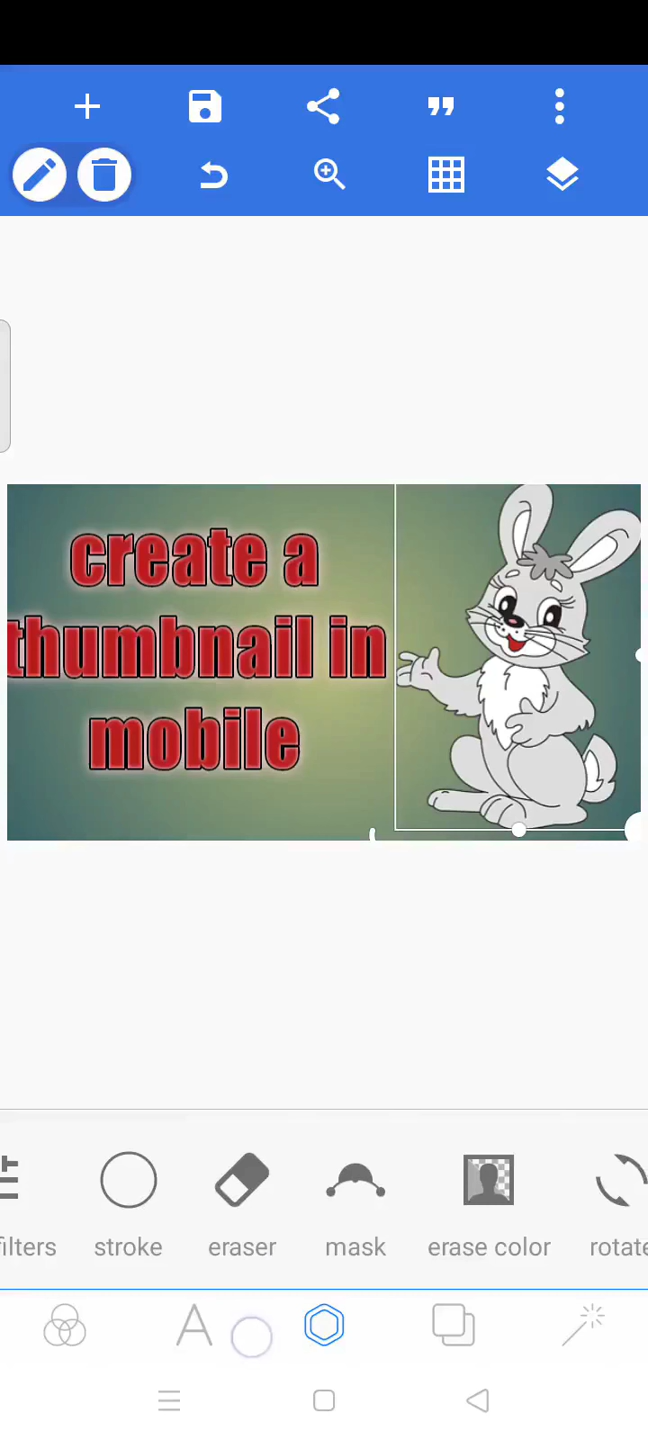 create a
thumbnail in
mobile
filters
stroke
eraser
mask
erase color
rotate